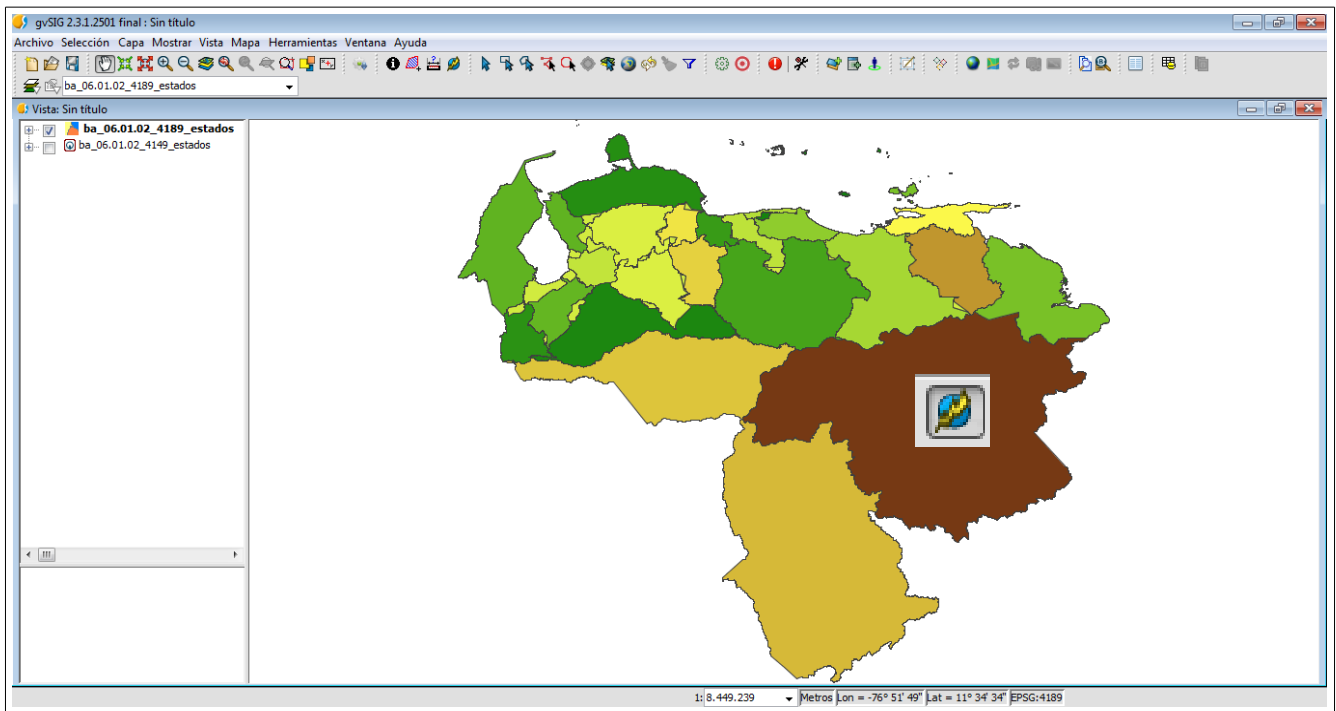 gvSIG 2.3.1.2501 final : Sin título
Archivo Selección Capa Mostrar Vista Mapa Herramientas Ventana Ayuda
ba_06.01.02_4189_estados
Vista: Sin título
ba_06.01.02_4189_estados
ba_06.01.02_4149_estados
1: 8.449.239 Metros Lon = -76° 51' 49" Lat = 11° 34' 34" EPSG:4189